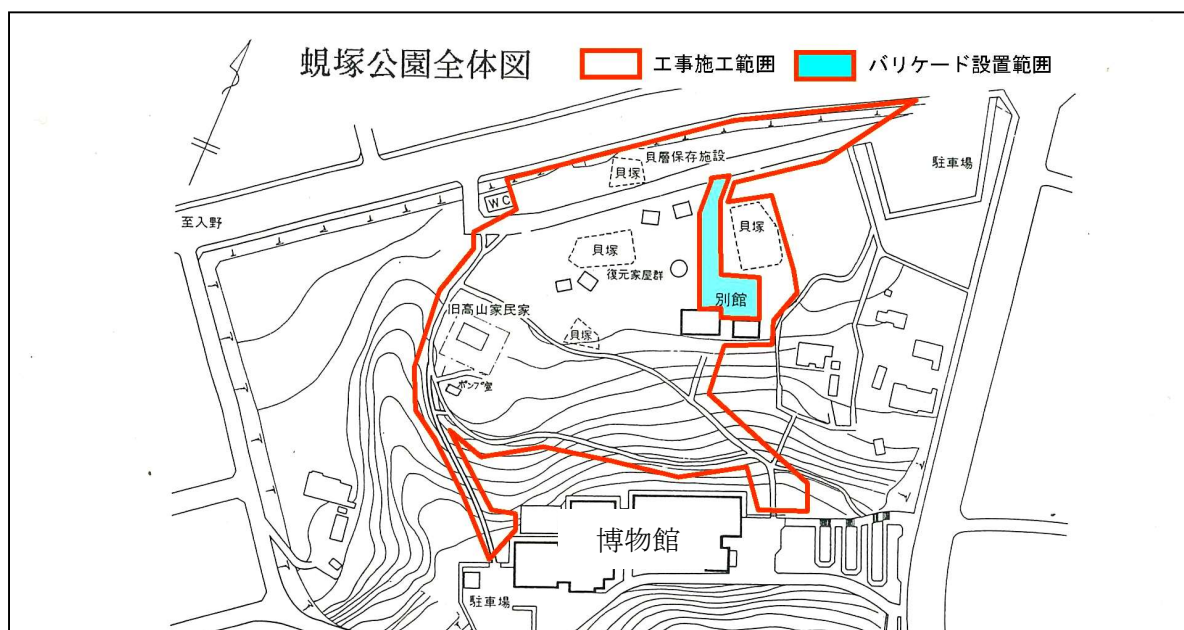 蜆塚公園全体図
工事施工範囲
バリケード設置範囲
貝層保存施設
貝塚
駐車場
WC
至入野
貝塚
貝塚
復元家屋群
別館
旧高山家民家
貝塚
ポンプ室
博物館
駐車場